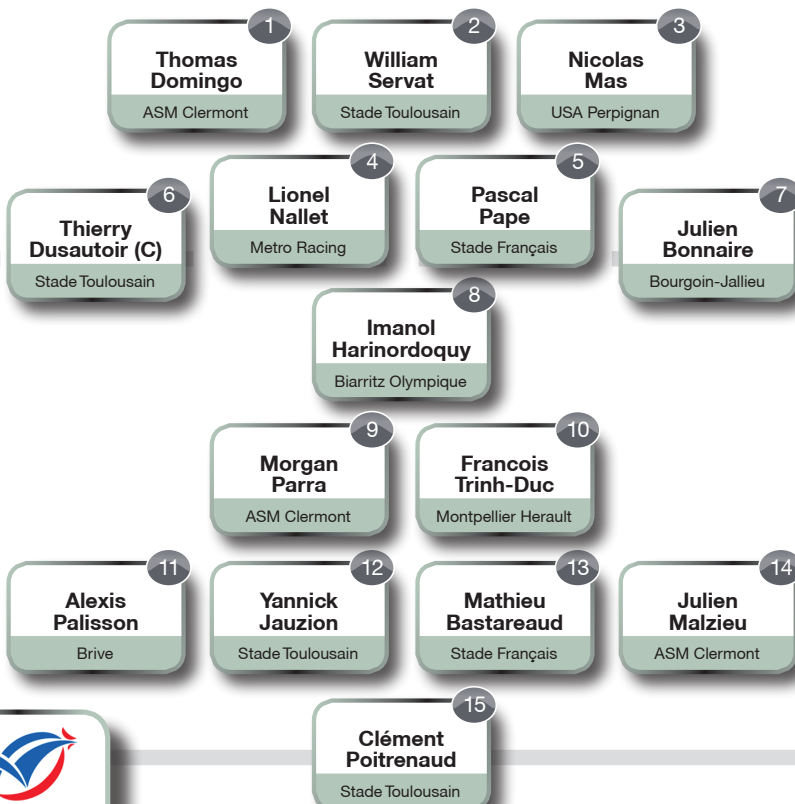 1
Thomas
Domingo
ASM Clermont
2
William
Servat
Stade Toulousain
3
Nicolas
Mas
USA Perpignan
4
Lionel
Nallet
Metro Racing
5
Pascal
Pape
Stade Français
6
Thierry
Dusautoir (C)
Stade Toulousain
7
Julien
Bonnaire
Bourgoin-Jallieu
8
Imanol
Harinordoquy
Biarritz Olympique
9
Morgan
Parra
ASM Clermont
10
Francois
Trinh-Duc
Montpellier Herault
11
Alexis
Palisson
Brive
12
Yannick
Jauzion
Stade Toulousain
13
Mathieu
Bastareaud
Stade Français
14
Julien
Malzieu
ASM Clermont
15
Clément
Poitrenaud
Stade Toulousain